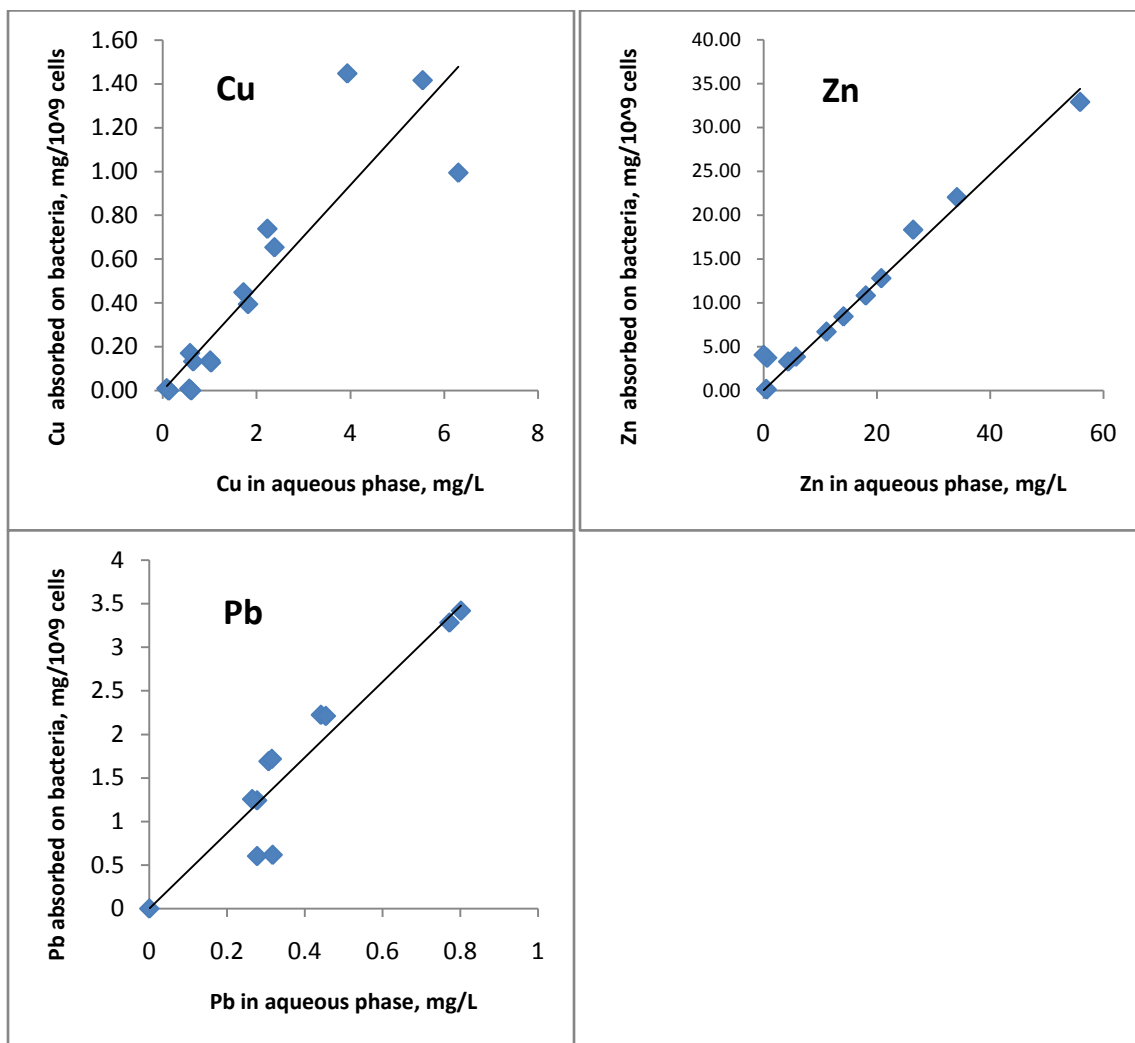 Cu absorbed on bacteria, mg/10^9 cells
1.60
1.40
1.20
1.00
0.80
0.60
0.40
0.20
0.00
Cu
0 2 4 6 8
Cu in aqueous phase, mg/L
Zn absorbed on bacteria, mg/10^9 cells
40.00
35.00
30.00
25.00
20.00
15.00
10.00
5.00
0.00
Zn
0 20 40 60
Zn in aqueous phase, mg/L
Pb absorbed on bacteria, mg/10^9 cells
4
3.5
3
2.5
2
1.5
1
0.5
0
Pb
0 0.2 0.4 0.6 0.8 1
Pb in aqueous phase, mg/L